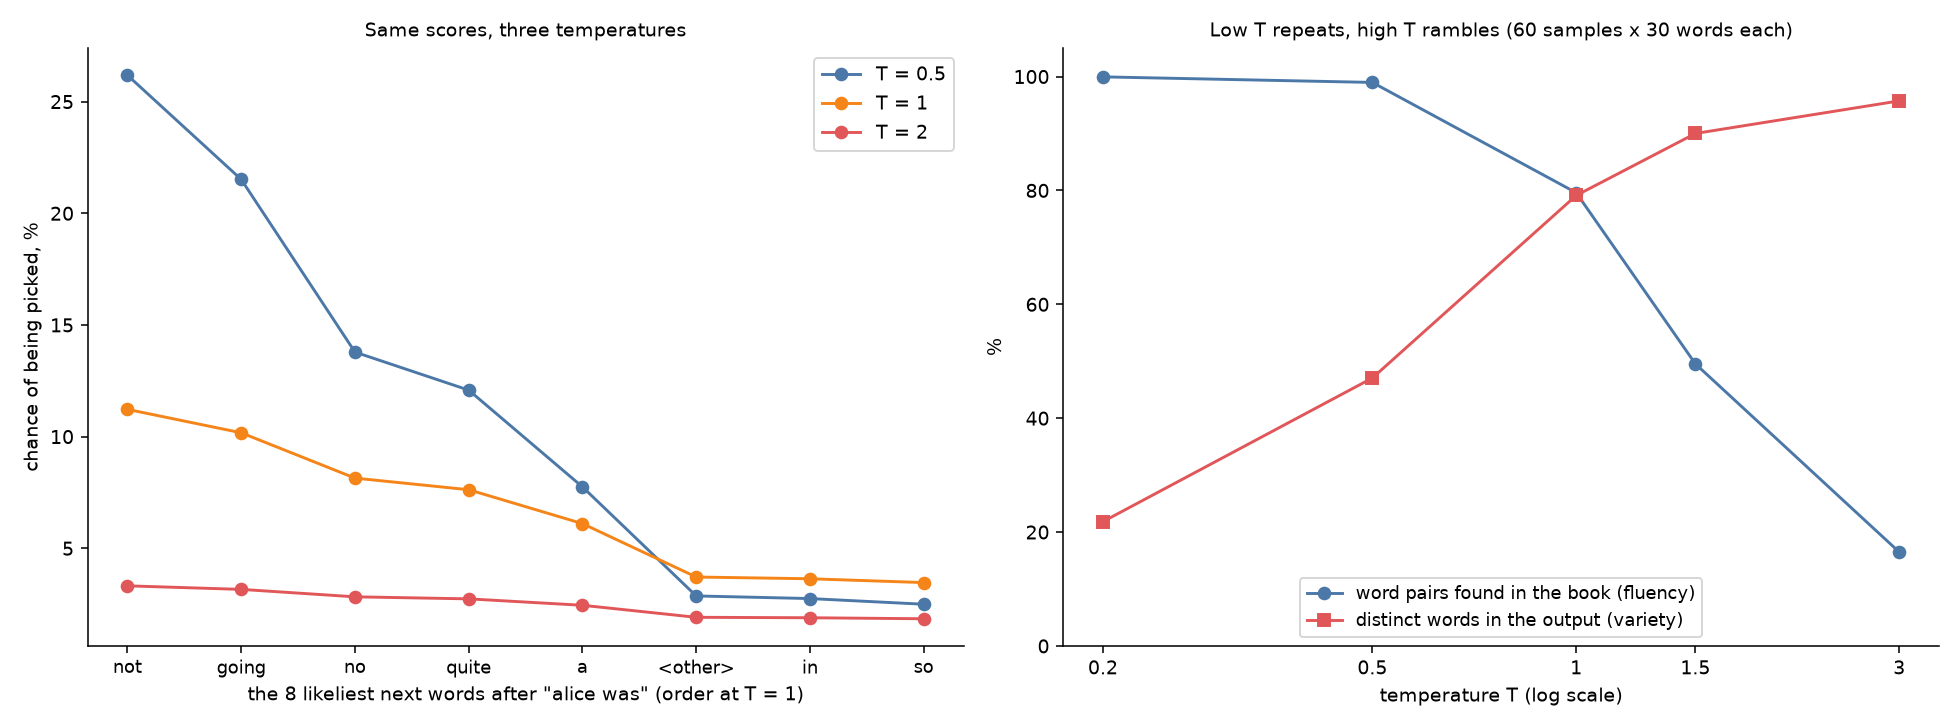 Same scores, three temperatures
T = 0.5
T = 1
T = 2
chance of being picked, %
25
20
15
10
5
not going no quite a <other> in so
the 8 likeliest next words after "alice was" (order at T = 1)
Low T repeats, high T rambles (60 samples x 30 words each)
%
100
80
60
40
20
0
word pairs found in the book (fluency)
distinct words in the output (variety)
0.2 0.5 1 1.5 3
temperature T (log scale)